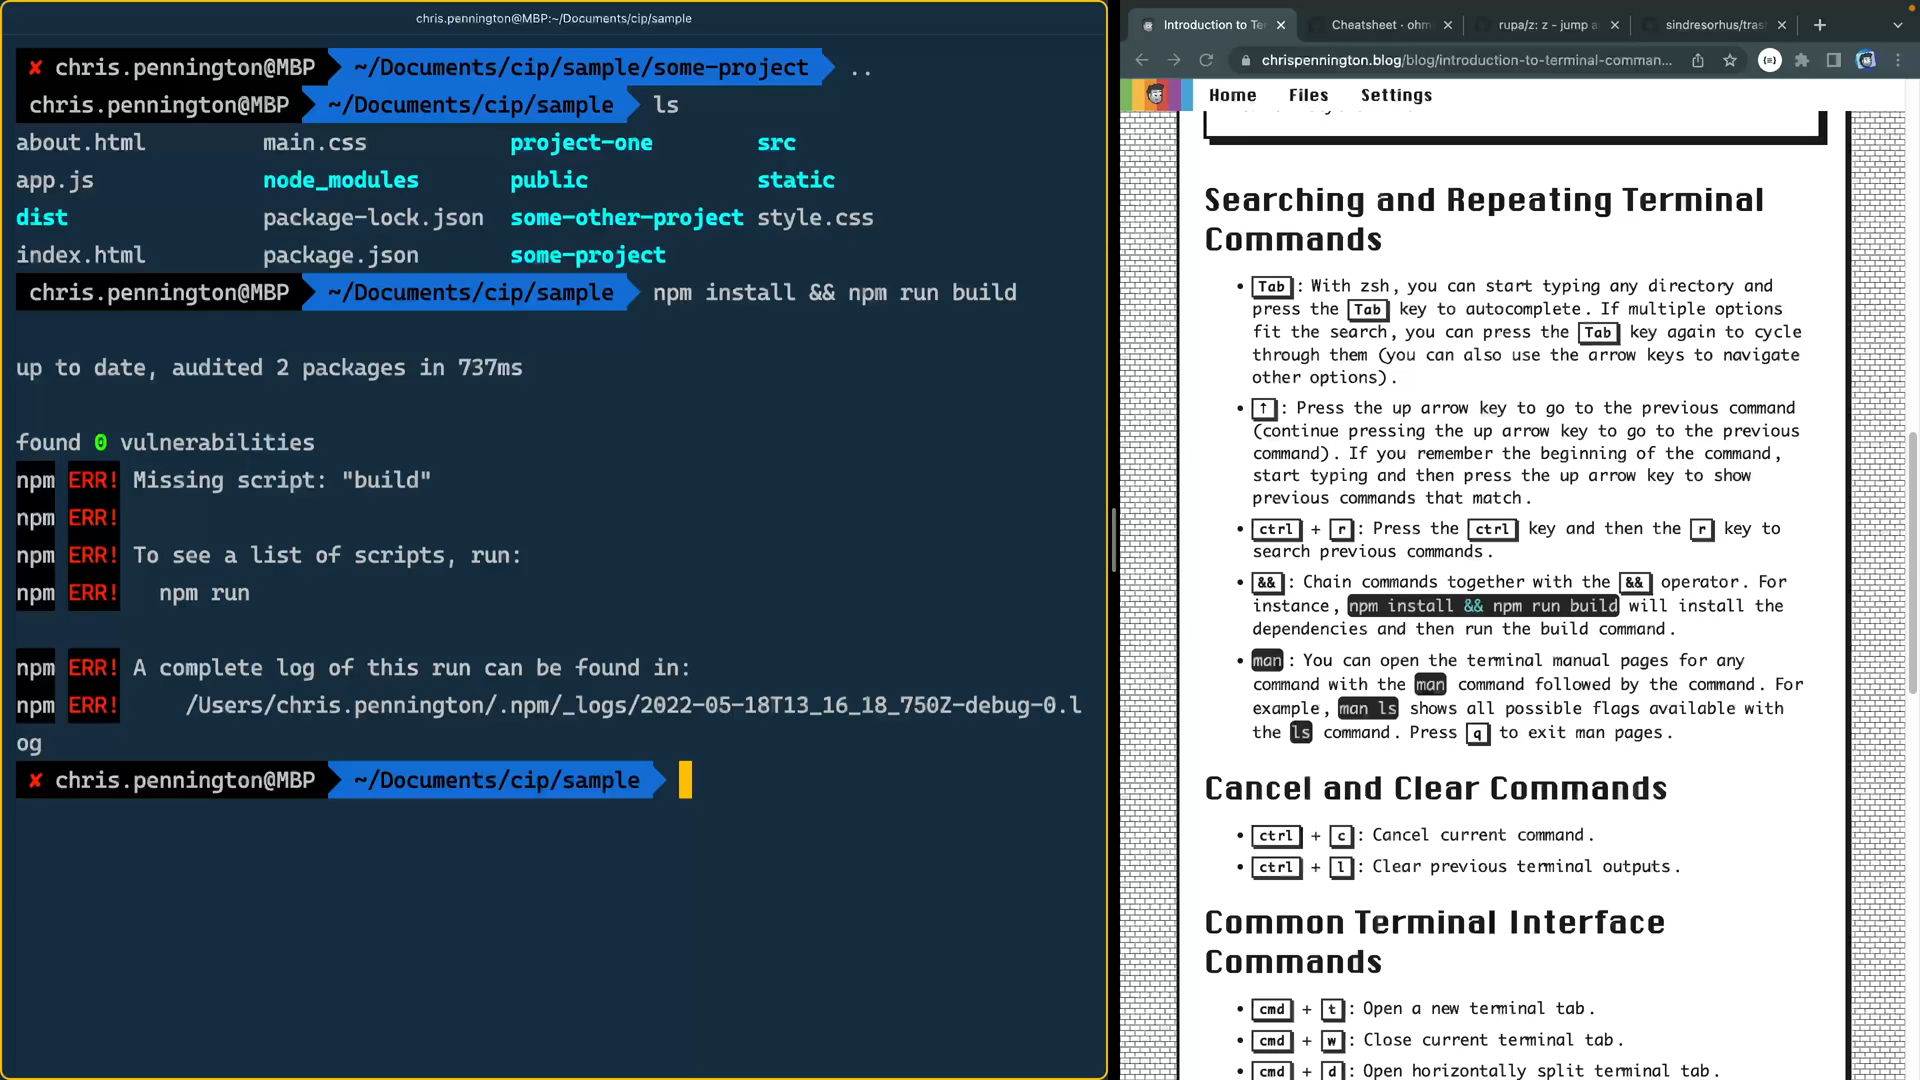 chris.pennington@MBP:~/Documents/cip/sample
✘ chris.pennington@MBP ~/Documents/cip/sample/some-project ..
chris.pennington@MBP ~/Documents/cip/sample ls
about.html main.css project-one src
app.js node_modules public static
dist package-lock.json some-other-project style.css
index.html package.json some-project
chris.pennington@MBP ~/Documents/cip/sample npm install && npm run build
up to date, audited 2 packages in 737ms
found 0 vulnerabilities
npm ERR! Missing script: "build"
npm ERR!
npm ERR! To see a list of scripts, run:
npm ERR! npm run
npm ERR! A complete log of this run can be found in:
npm ERR! /Users/chris.pennington/.npm/_logs/2022-05-18T13_16_18_750Z-debug-0.l
og
✘ chris.pennington@MBP ~/Documents/cip/sample
Introduction to Te × Cheatsheet · ohm × rupa/z: z - jump a × sindresorhus/tras × +
chrispennington.blog/blog/introduction-to-terminal-comman...
Home Files Settings
Searching and Repeating Terminal
Commands
• Tab: With zsh, you can start typing any directory and
press the Tab key to autocomplete. If multiple options
fit the search, you can press the Tab key again to cycle
through them (you can also use the arrow keys to navigate
other options).
• ↑: Press the up arrow key to go to the previous command
(continue pressing the up arrow key to go to the previous
command). If you remember the beginning of the command,
start typing and then press the up arrow key to show
previous commands that match.
• ctrl + r: Press the ctrl key and then the r key to
search previous commands.
• &&: Chain commands together with the && operator. For
instance, npm install && npm run build will install the
dependencies and then run the build command.
• man: You can open the terminal manual pages for any
command with the man command followed by the command. For
example, man ls shows all possible flags available with
the ls command. Press q to exit man pages.
Cancel and Clear Commands
• ctrl + c: Cancel current command.
• ctrl + l: Clear previous terminal outputs.
Common Terminal Interface
Commands
• cmd + t: Open a new terminal tab.
• cmd + w: Close current terminal tab.
• cmd + d: Open horizontally split terminal tab.